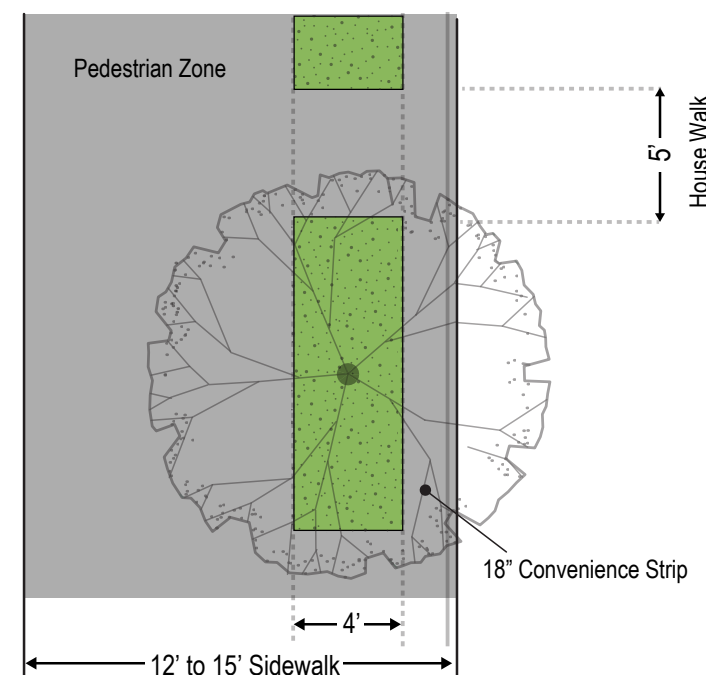 Pedestrian Zone
5’
House Walk
18” Convenience Strip
4’
12’ to 15’ Sidewalk